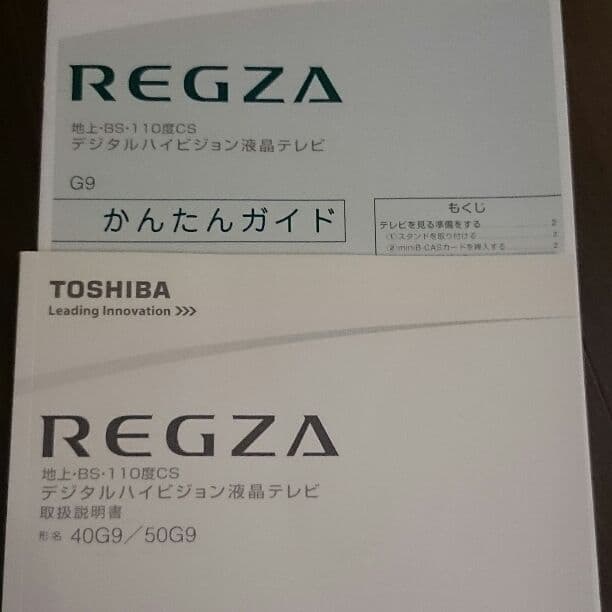 REGZA
地上・BS・110度CS
デジタルハイビジョン液晶テレビ
G9
かんたんガイド
もくじ
テレビを見る準備をする 2
(1)スタンドを取り付ける 2
(2)miniB-CASカードを挿入する 2
TOSHIBA
Leading Innovation >>>
REGZA
地上・BS・110度CS
デジタルハイビジョン液晶テレビ
取扱説明書
形名 40G9／50G9